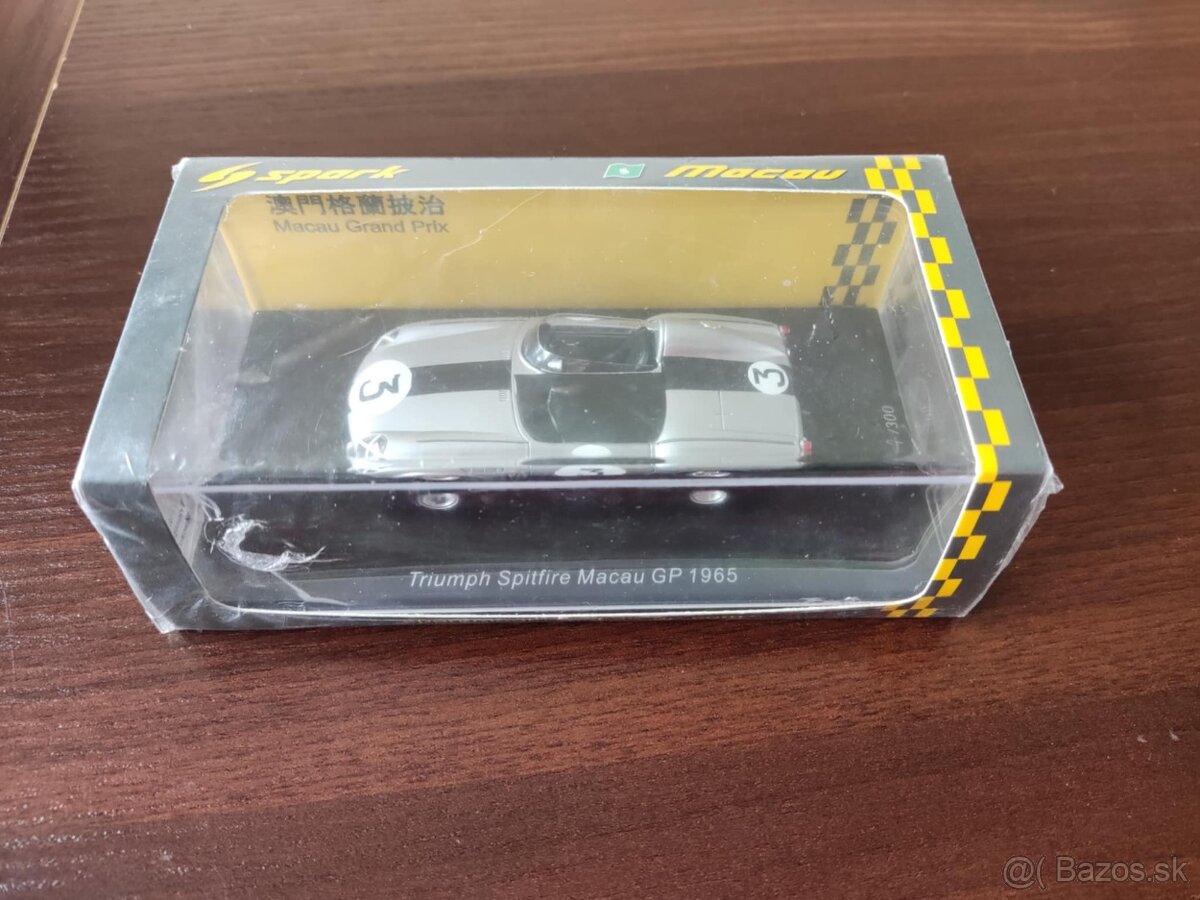 spark
Macau
澳門格蘭披治
Macau Grand Prix
3
3
3
/300
Triumph Spitfire Macau GP 1965
@( Bazos.sk